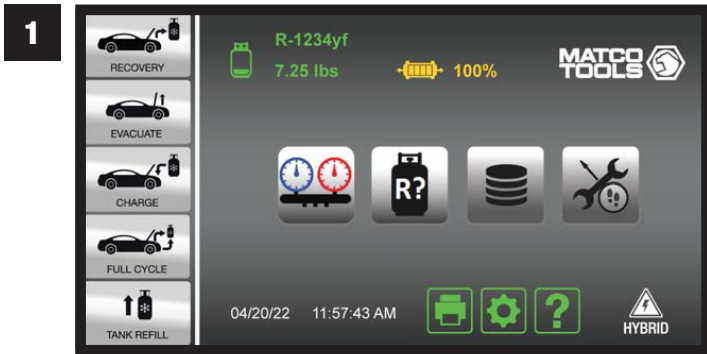 1
RECOVERY
EVACUATE
CHARGE
FULL CYCLE
TANK REFILL
R-1234yf
7.25 lbs
100%
MATCO
TOOLS
R?
04/20/22 11:57:43 AM
?
HYBRID